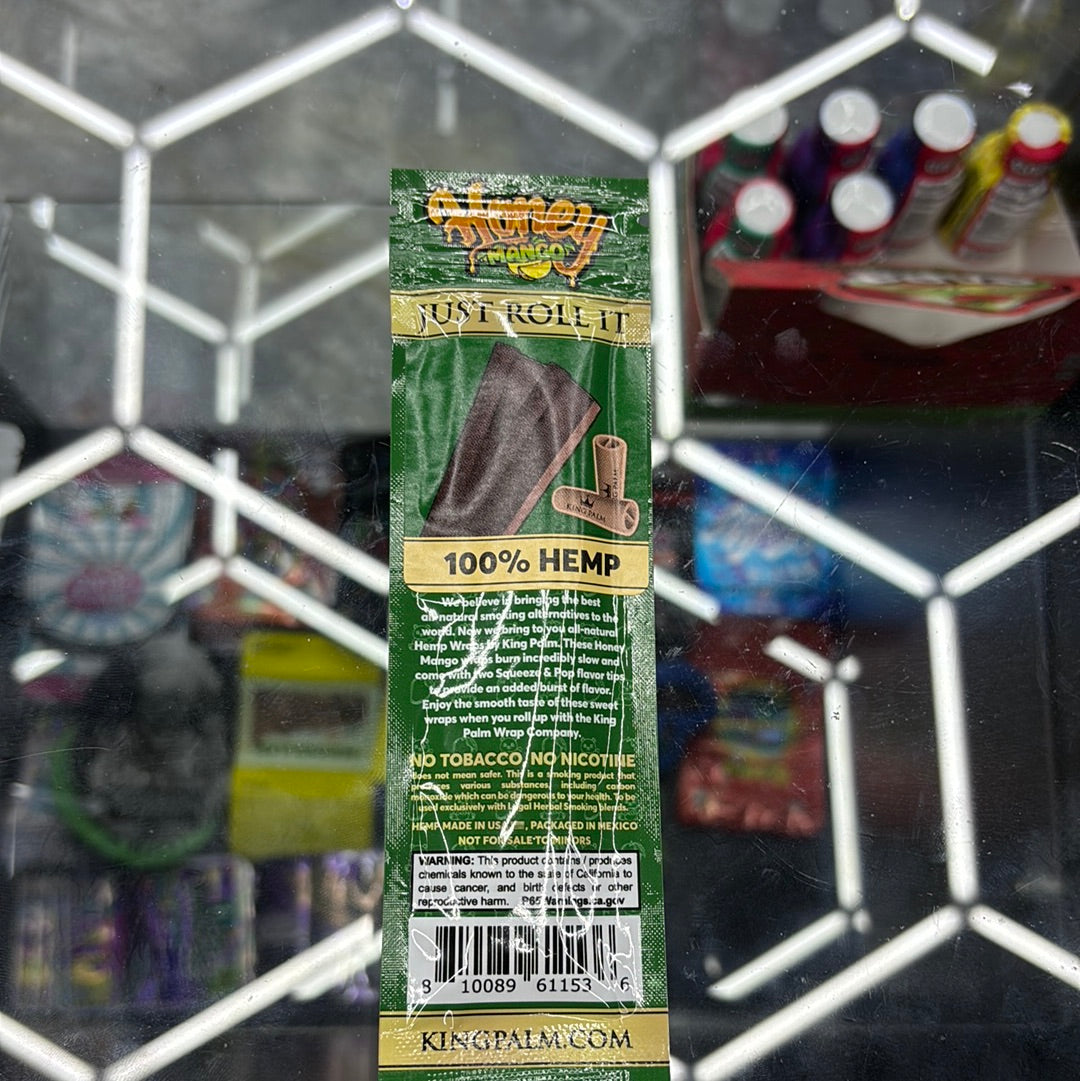 Honey
MANGO
JUST ROLL IT
KING PALM
KING PALM
100% HEMP
We believe in bringing the best
all-natural smoking alternatives to the
world. Now we bring to you all-natural
Hemp Wraps by King Palm. These Honey
Mango wraps burn incredibly slow and
come with two Squeeze & Pop flavor tips
to provide an added burst of flavor.
Enjoy the smooth taste of these sweet
wraps when you roll up with the King
Palm Wrap Company.
NO TOBACCO, NO NICOTINE
does not mean safer. This is a smoking product that
produces various substances, including carbon
monoxide which can be dangerous to your health. To be
used exclusively with Legal Herbal Smoking blends.
HEMP MADE IN USA, PACKAGED IN MEXICO
NOT FOR SALE TO MINORS
WARNING: This product contains / produces
chemicals known to the state of California to
cause cancer, and birth defects or other
reproductive harm. P65Warnings.ca.gov
8 10089 61153 6
KINGPALM.COM